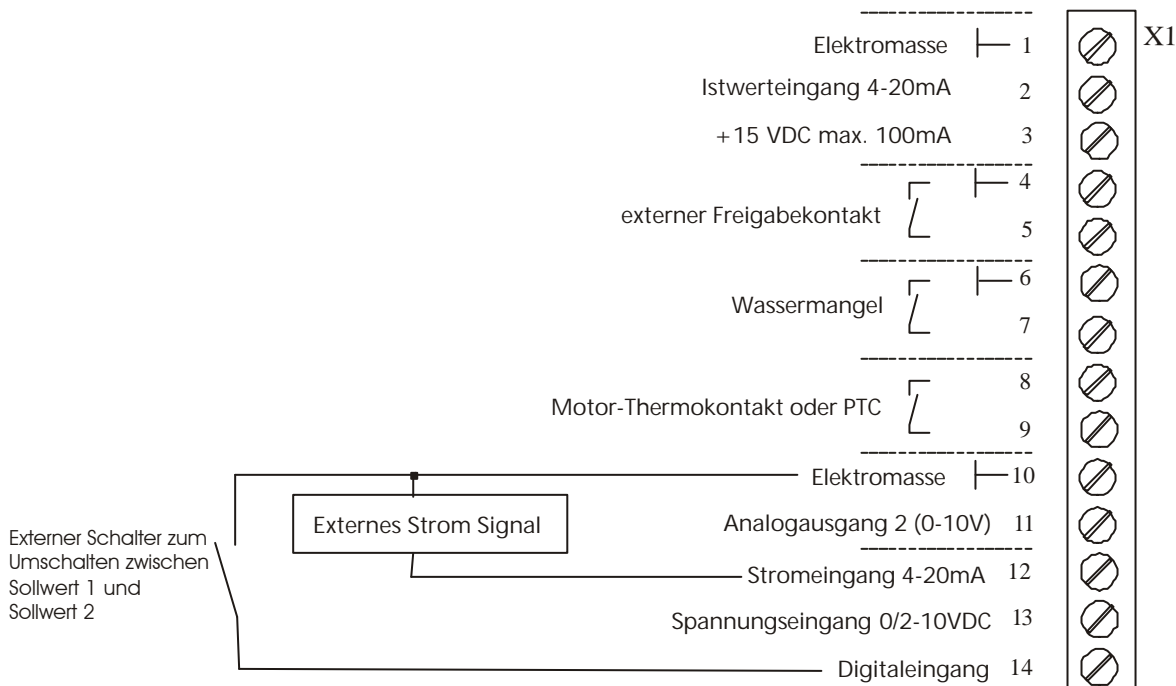 X1
Elektromasse 1
Istwerteingang 4-20mA 2
+15 VDC max. 100mA 3
4
externer Freigabekontakt
5
6
Wassermangel
7
8
Motor-Thermokontakt oder PTC
9
Elektromasse 10
Externes Strom Signal
Analogausgang 2 (0-10V) 11
Externer Schalter zum
Umschalten zwischen
Sollwert 1 und
Sollwert 2
Stromeingang 4-20mA 12
Spannungseingang 0/2-10VDC 13
Digitaleingang 14